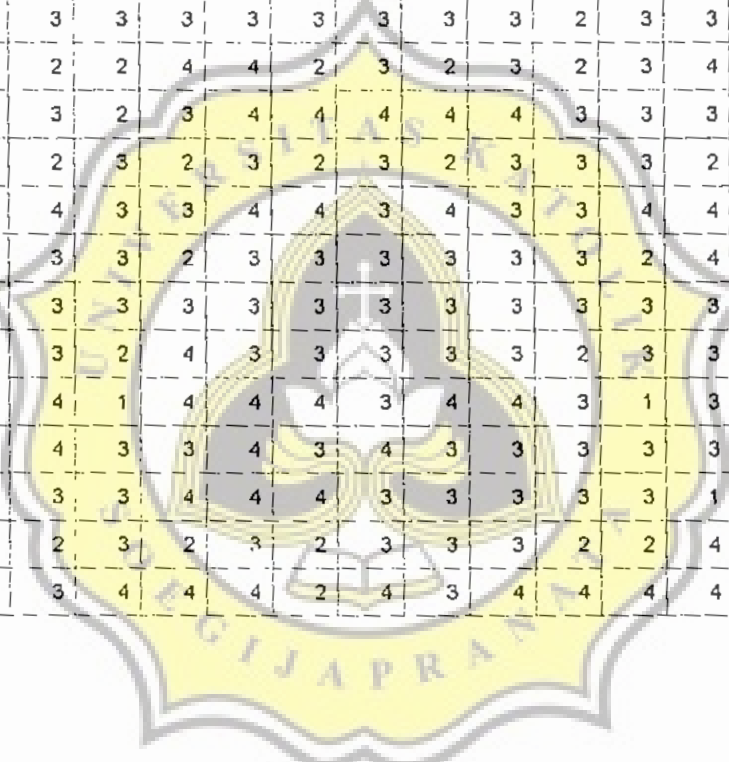 3 3 3 3 3 3 3 3 2 3 3
2 2 4 4 2 3 2 3 2 3 4
3 2 3 4 4 4 4 4 3 3 3
2 3 2 3 2 3 2 3 3 3 2
4 3 3 4 4 3 4 3 3 4 4
3 3 2 3 3 3 3 3 3 2 4
3 3 3 3 3 3 3 3 3 3 3
3 2 4 3 3 3 3 3 2 3 3
4 1 4 4 4 3 4 4 3 1 3
4 3 3 4 3 4 3 3 3 3 3
3 3 4 4 4 3 3 3 3 3 1
2 3 2 3 2 3 3 3 2 2 4
3 4 4 4 2 4 3 4 4 4 4
UNIVERSITAS KATOLIK
SOEGIJAPRANATA